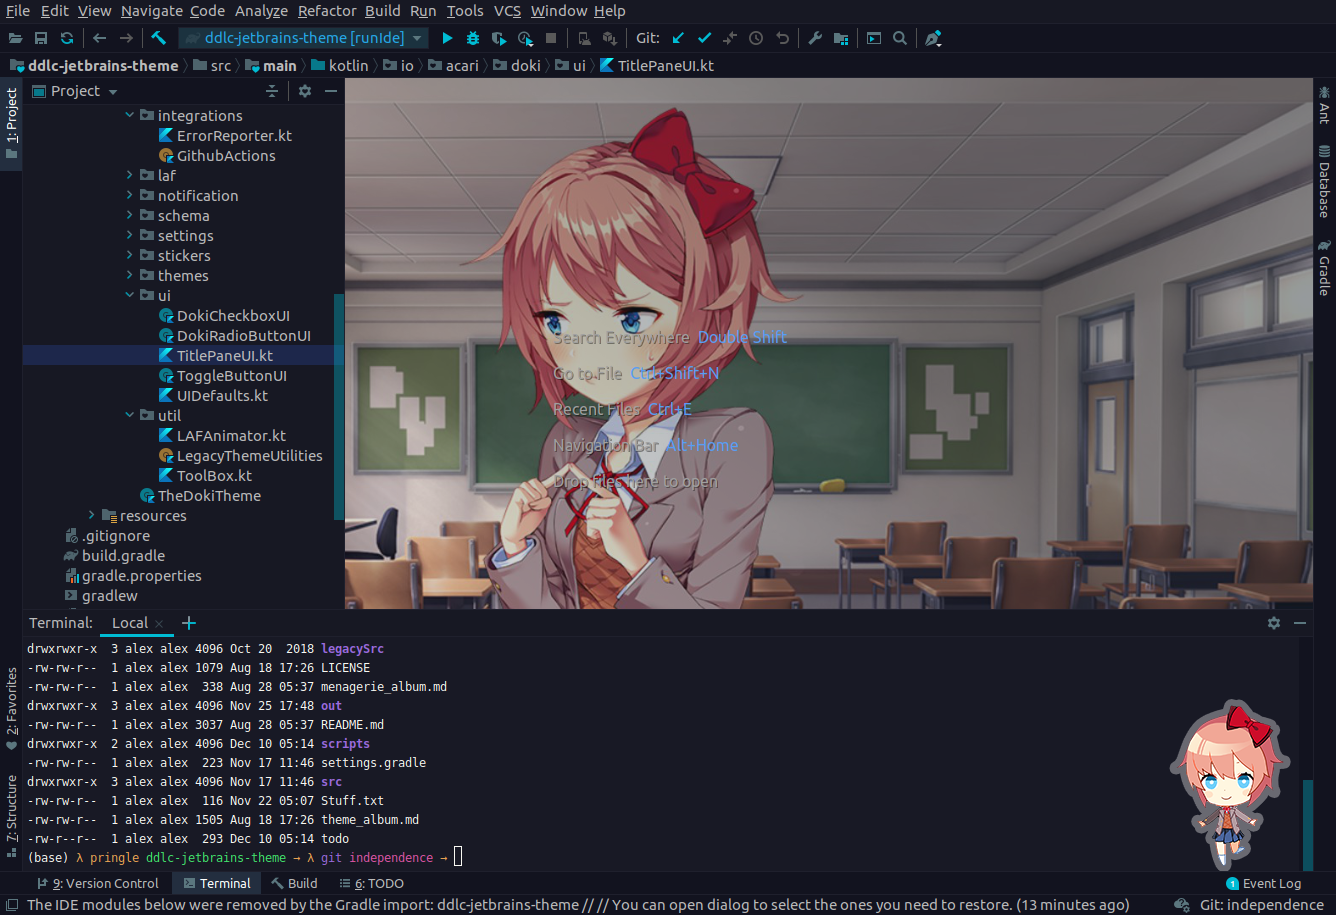 File Edit View Navigate Code Analyze Refactor Build Run Tools VCS Window Help
ddlc-jetbrains-theme [runIde] Git:
ddlc-jetbrains-theme src main kotlin io acari doki ui TitlePaneUI.kt
1: Project
Project
integrations
ErrorReporter.kt
GithubActions
laf
notification
schema
settings
stickers
themes
ui
DokiCheckboxUI
DokiRadioButtonUI
TitlePaneUI.kt
ToggleButtonUI
UIDefaults.kt
util
LAFAnimator.kt
LegacyThemeUtilities
ToolBox.kt
TheDokiTheme
resources
.gitignore
build.gradle
gradle.properties
gradlew
Search Everywhere Double Shift
Go to File Ctrl+Shift+N
Recent Files Ctrl+E
Navigation Bar Alt+Home
Drop files here to open
Ant
Database
Gradle
2: Favorites
7: Structure
Terminal: Local
drwxrwxr-x 3 alex alex 4096 Oct 20 2018 legacySrc
-rw-rw-r-- 1 alex alex 1079 Aug 18 17:26 LICENSE
-rw-rw-r-- 1 alex alex 338 Aug 28 05:37 menagerie_album.md
drwxrwxr-x 3 alex alex 4096 Nov 25 17:48 out
-rw-rw-r-- 1 alex alex 3037 Aug 28 05:37 README.md
drwxrwxr-x 2 alex alex 4096 Dec 10 05:14 scripts
-rw-rw-r-- 1 alex alex 223 Nov 17 11:46 settings.gradle
drwxrwxr-x 3 alex alex 4096 Nov 17 11:46 src
-rw-rw-r-- 1 alex alex 116 Nov 22 05:07 Stuff.txt
-rw-rw-r-- 1 alex alex 1505 Aug 18 17:26 theme_album.md
-rw-r--r-- 1 alex alex 293 Dec 10 05:14 todo
(base) λ pringle ddlc-jetbrains-theme → λ git independence →
9: Version Control Terminal Build 6: TODO 1 Event Log
The IDE modules below were removed by the Gradle import: ddlc-jetbrains-theme // // You can open dialog to select the ones you need to restore. (13 minutes ago) Git: independence